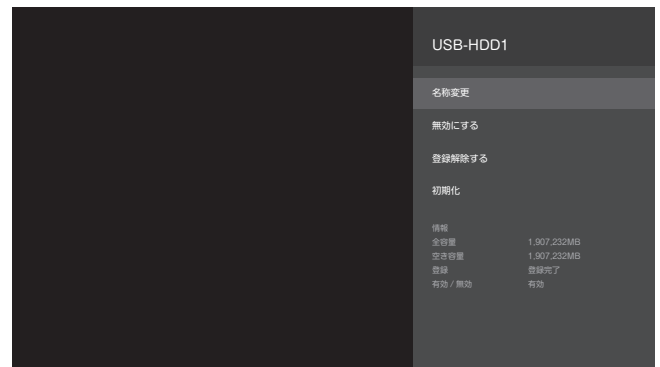 USB-HDD1
名称変更
無効にする
登録解除する
初期化
情報
全容量 1,907,232MB
空き容量 1,907,232MB
登録 登録完了
有効 / 無効 有効